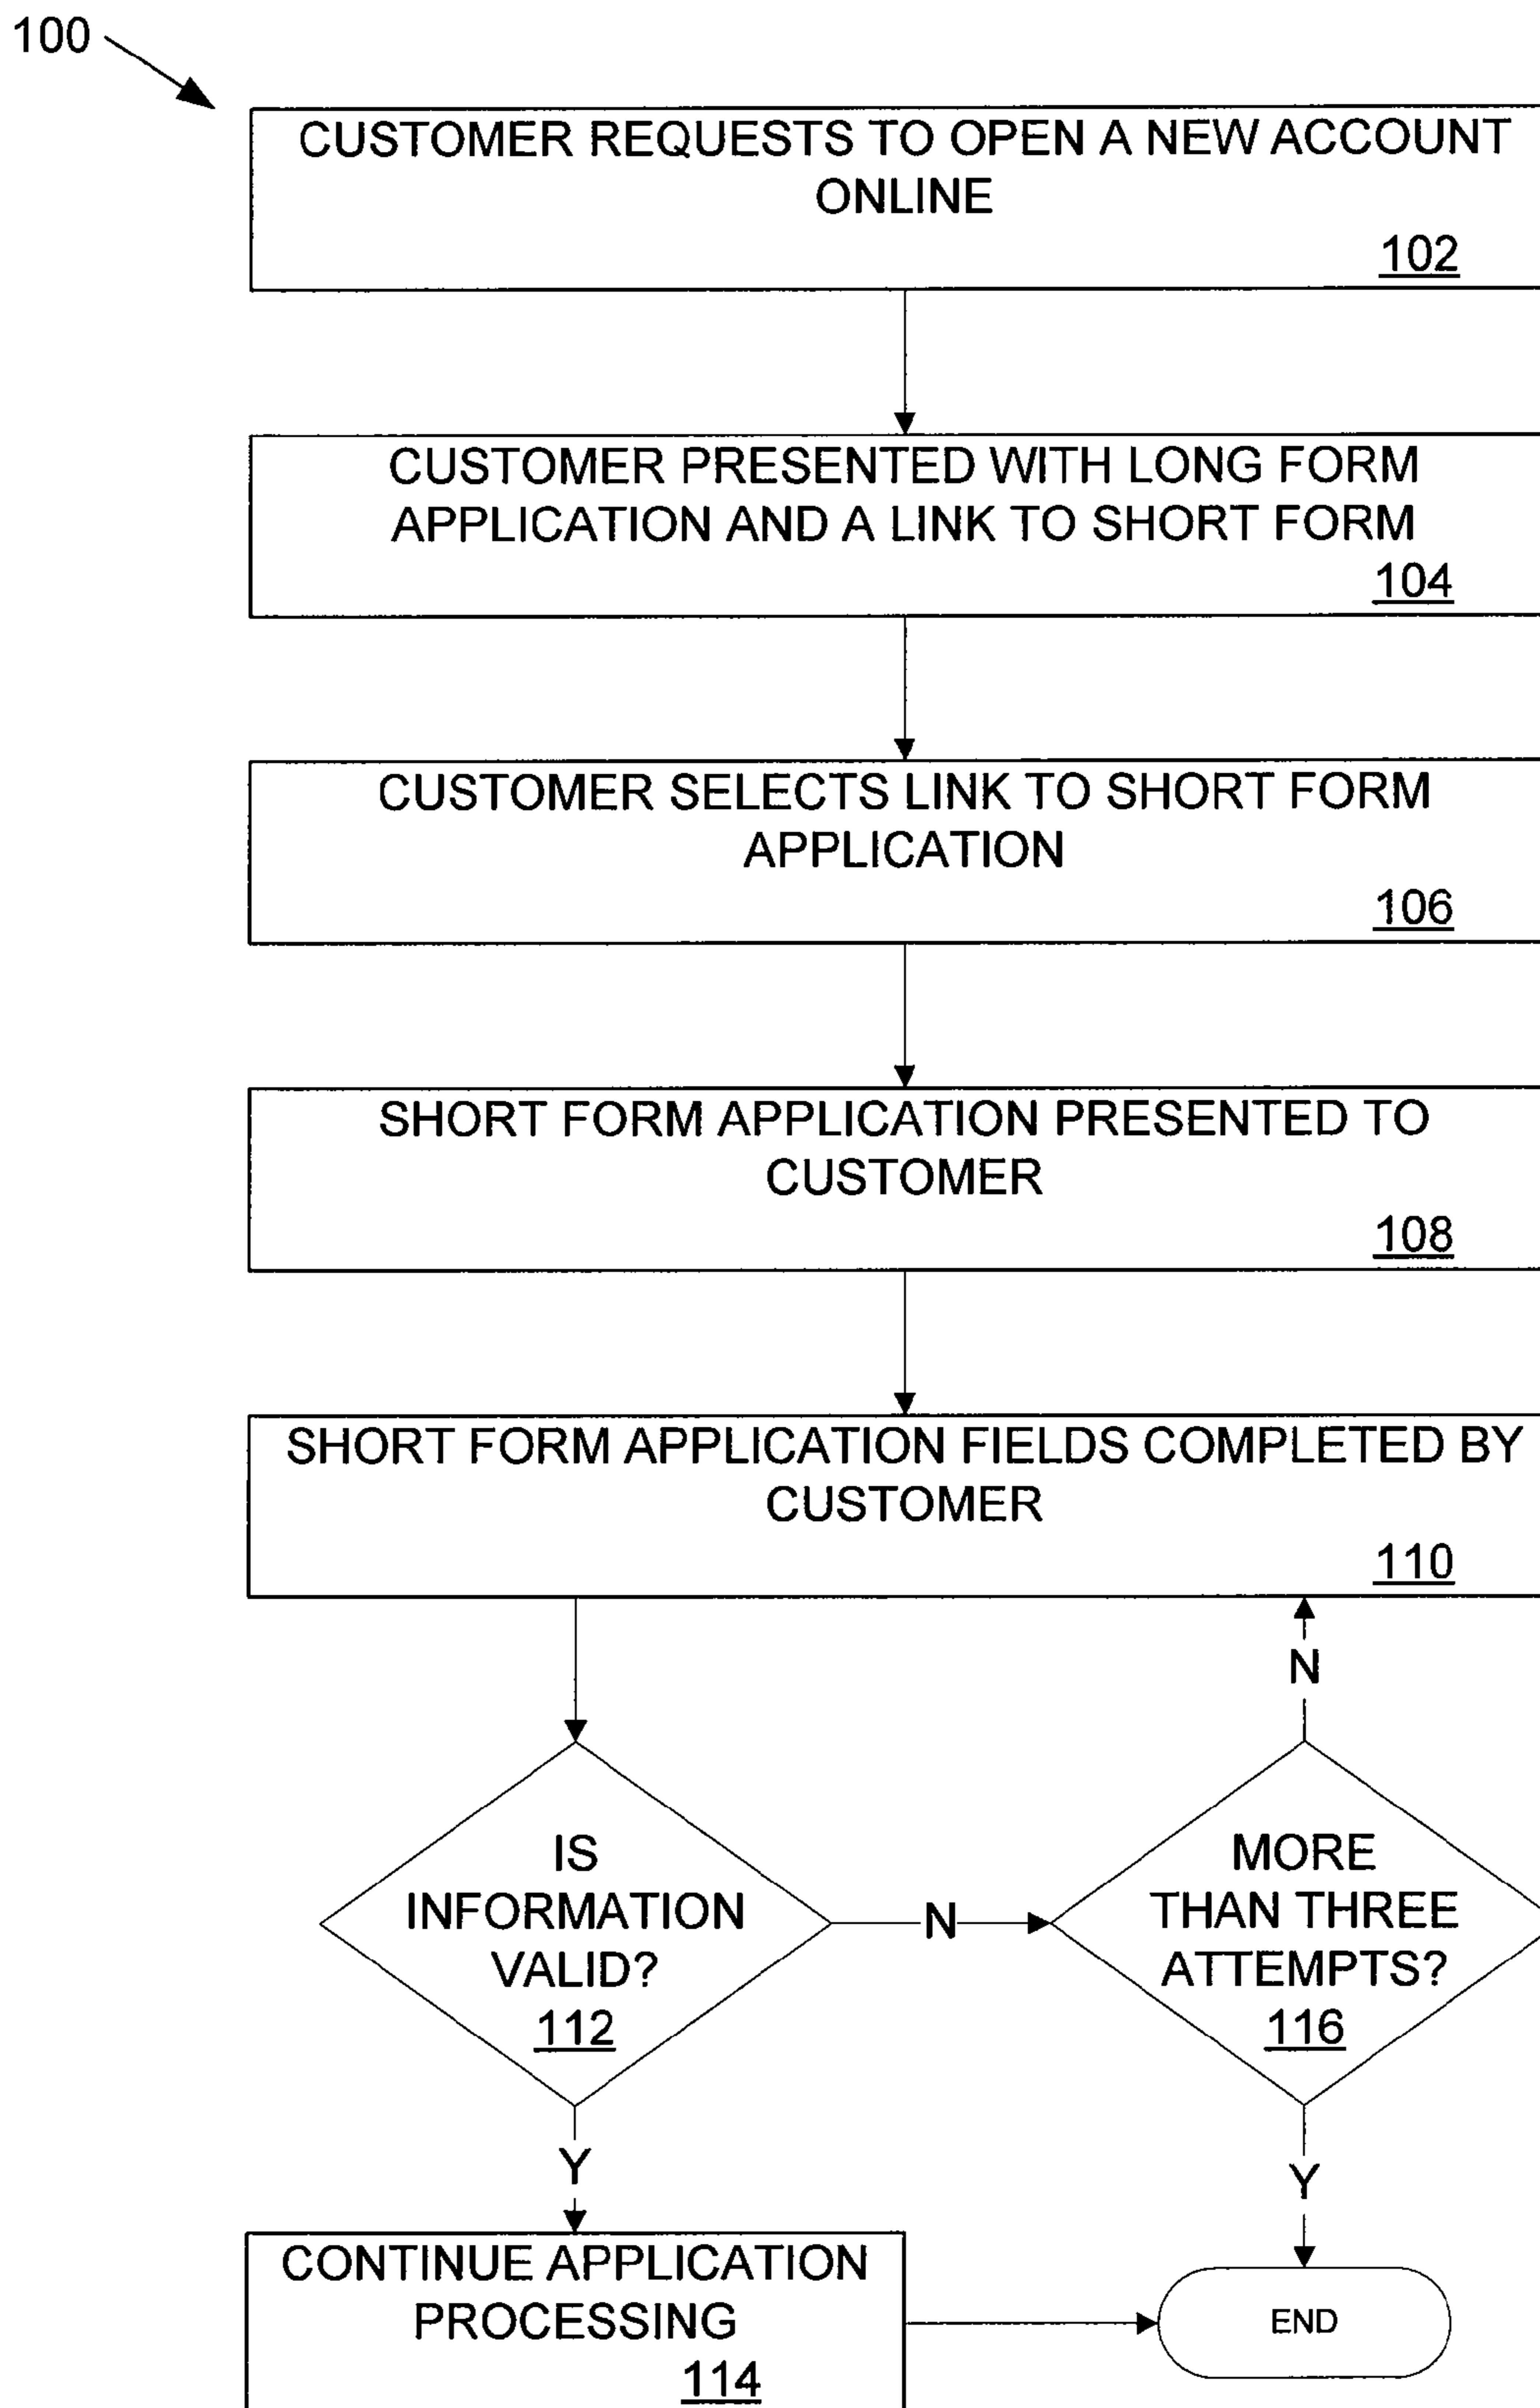 100
CUSTOMER REQUESTS TO OPEN A NEW ACCOUNT
ONLINE
102
CUSTOMER PRESENTED WITH LONG FORM
APPLICATION AND A LINK TO SHORT FORM
104
CUSTOMER SELECTS LINK TO SHORT FORM
APPLICATION
106
SHORT FORM APPLICATION PRESENTED TO
CUSTOMER
108
SHORT FORM APPLICATION FIELDS COMPLETED BY
CUSTOMER
110
N
IS
INFORMATION
VALID?
112
N
MORE
THAN THREE
ATTEMPTS?
116
Y
Y
CONTINUE APPLICATION
PROCESSING
114
END